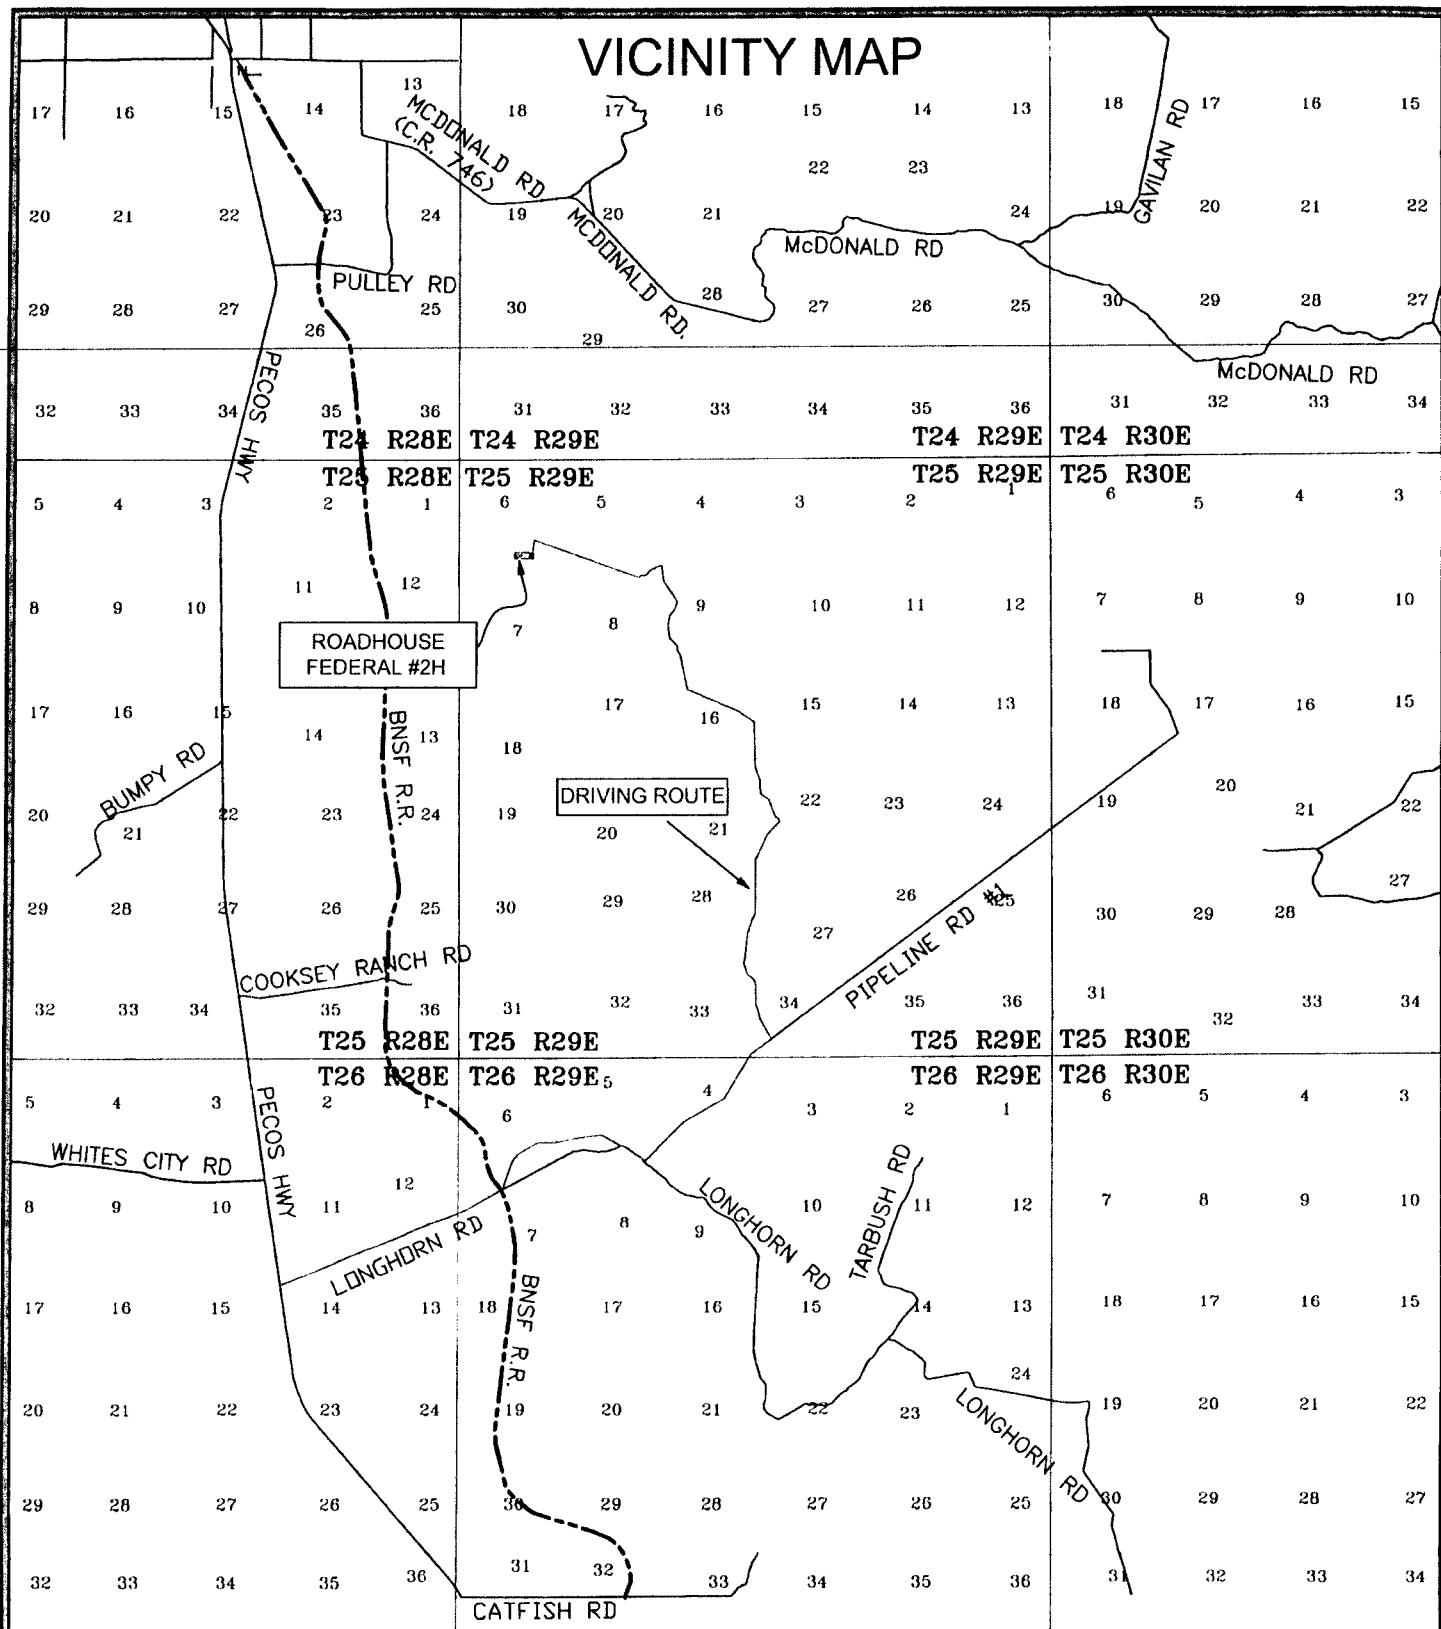 VICINITY MAP
13
17 16 15 14 18 17 16 15 14 13 18 17 16 15
MCDONALD RD
(C.R. 746)
GAVILAN RD
22 23
20 21 22 23 24 19 20 21 24 19 20 21 22
MCDONALD RD.
McDONALD RD
PULLEY RD
29 28 27 26 25 30 29 28 27 26 25 30 29 28 27
PECOS HWY
McDONALD RD
32 33 34 35 36 31 32 33 34 35 36 31 32 33 34
T24 R28E T24 R29E T24 R29E T24 R30E
T25 R28E T25 R29E T25 R29E T25 R30E
5 4 3 2 1 6 5 4 3 2 1 6 5 4 3
8 9 10 11 12 7 8 9 10 11 12 7 8 9 10
ROADHOUSE
FEDERAL #2H
17 16 15 14 13 18 17 16 15 14 13 18 17 16 15
BNSF R.R.
BUMPY RD
DRIVING ROUTE
20 21 22 23 24 19 20 21 22 23 24 19 20 21 22
29 28 27 26 25 30 29 28 27 26 25 30 29 28 27
PIPELINE RD #1
COOKSEY RANCH RD
32 33 34 35 36 31 32 33 34 35 36 31 32 33 34
T25 R28E T25 R29E T25 R29E T25 R30E
T26 R28E T26 R29E T26 R29E T26 R30E
5 4 3 2 1 6 5 4 3 2 1 6 5 4 3
PECOS HWY
WHITES CITY RD
8 9 10 11 12 7 8 9 10 11 12 7 8 9 10
LONGHORN RD
LONGHORN RD
TARBUSH RD
17 16 15 14 13 18 17 16 15 14 13 18 17 16 15
BNSF R.R.
20 21 22 23 24 19 20 21 22 23 24 19 20 21 22
LONGHORN RD
29 28 27 26 25 30 29 28 27 26 25 30 29 28 27
32 33 34 35 36 31 32 33 34 35 36 31 32 33 34
CATFISH RD